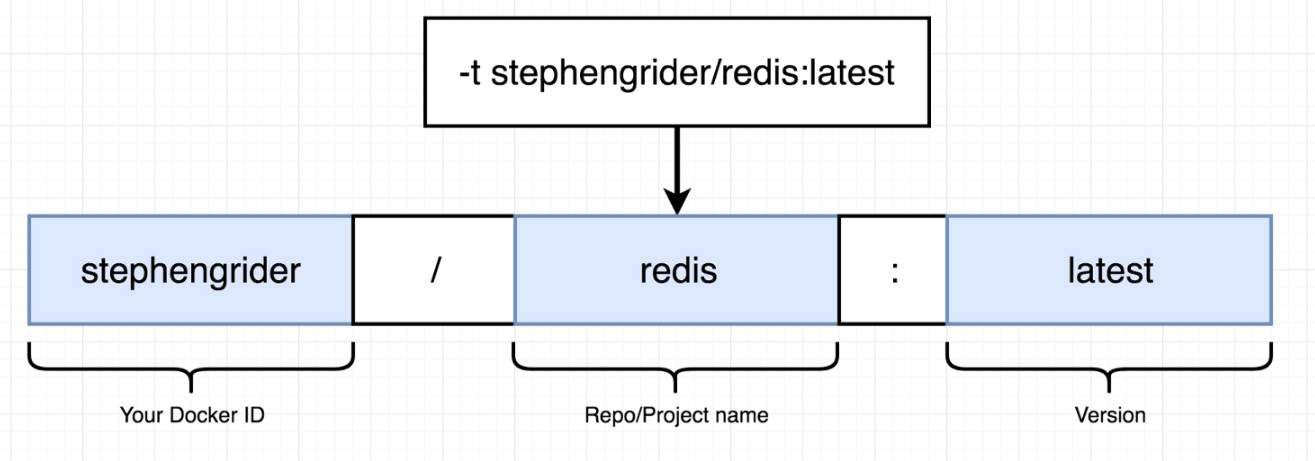 -t stephengrider/redis:latest
stephengrider / redis : latest
Your Docker ID Repo/Project name Version